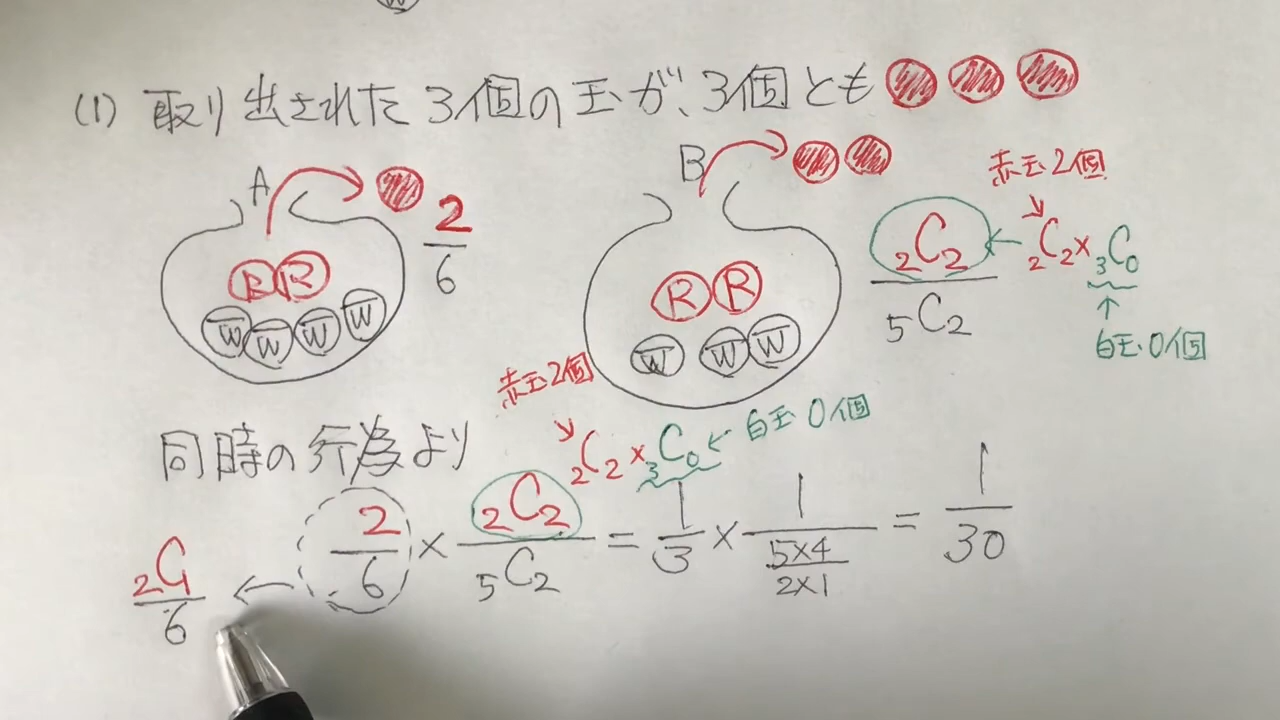 W
(1) 取り出された3個の玉が、3個とも
A
2/6
R R
W W W W
B
R R
W W W
赤玉2個
2C2/5C2 ← 2C2×3C0
白玉0個
同時の行為より
赤玉2個
2C2×3C0 ← 白玉0個
2/6 × 2C2/5C2 = 1/3 × 1/(5×4/2×1) = 1/30
2C1/6 ←